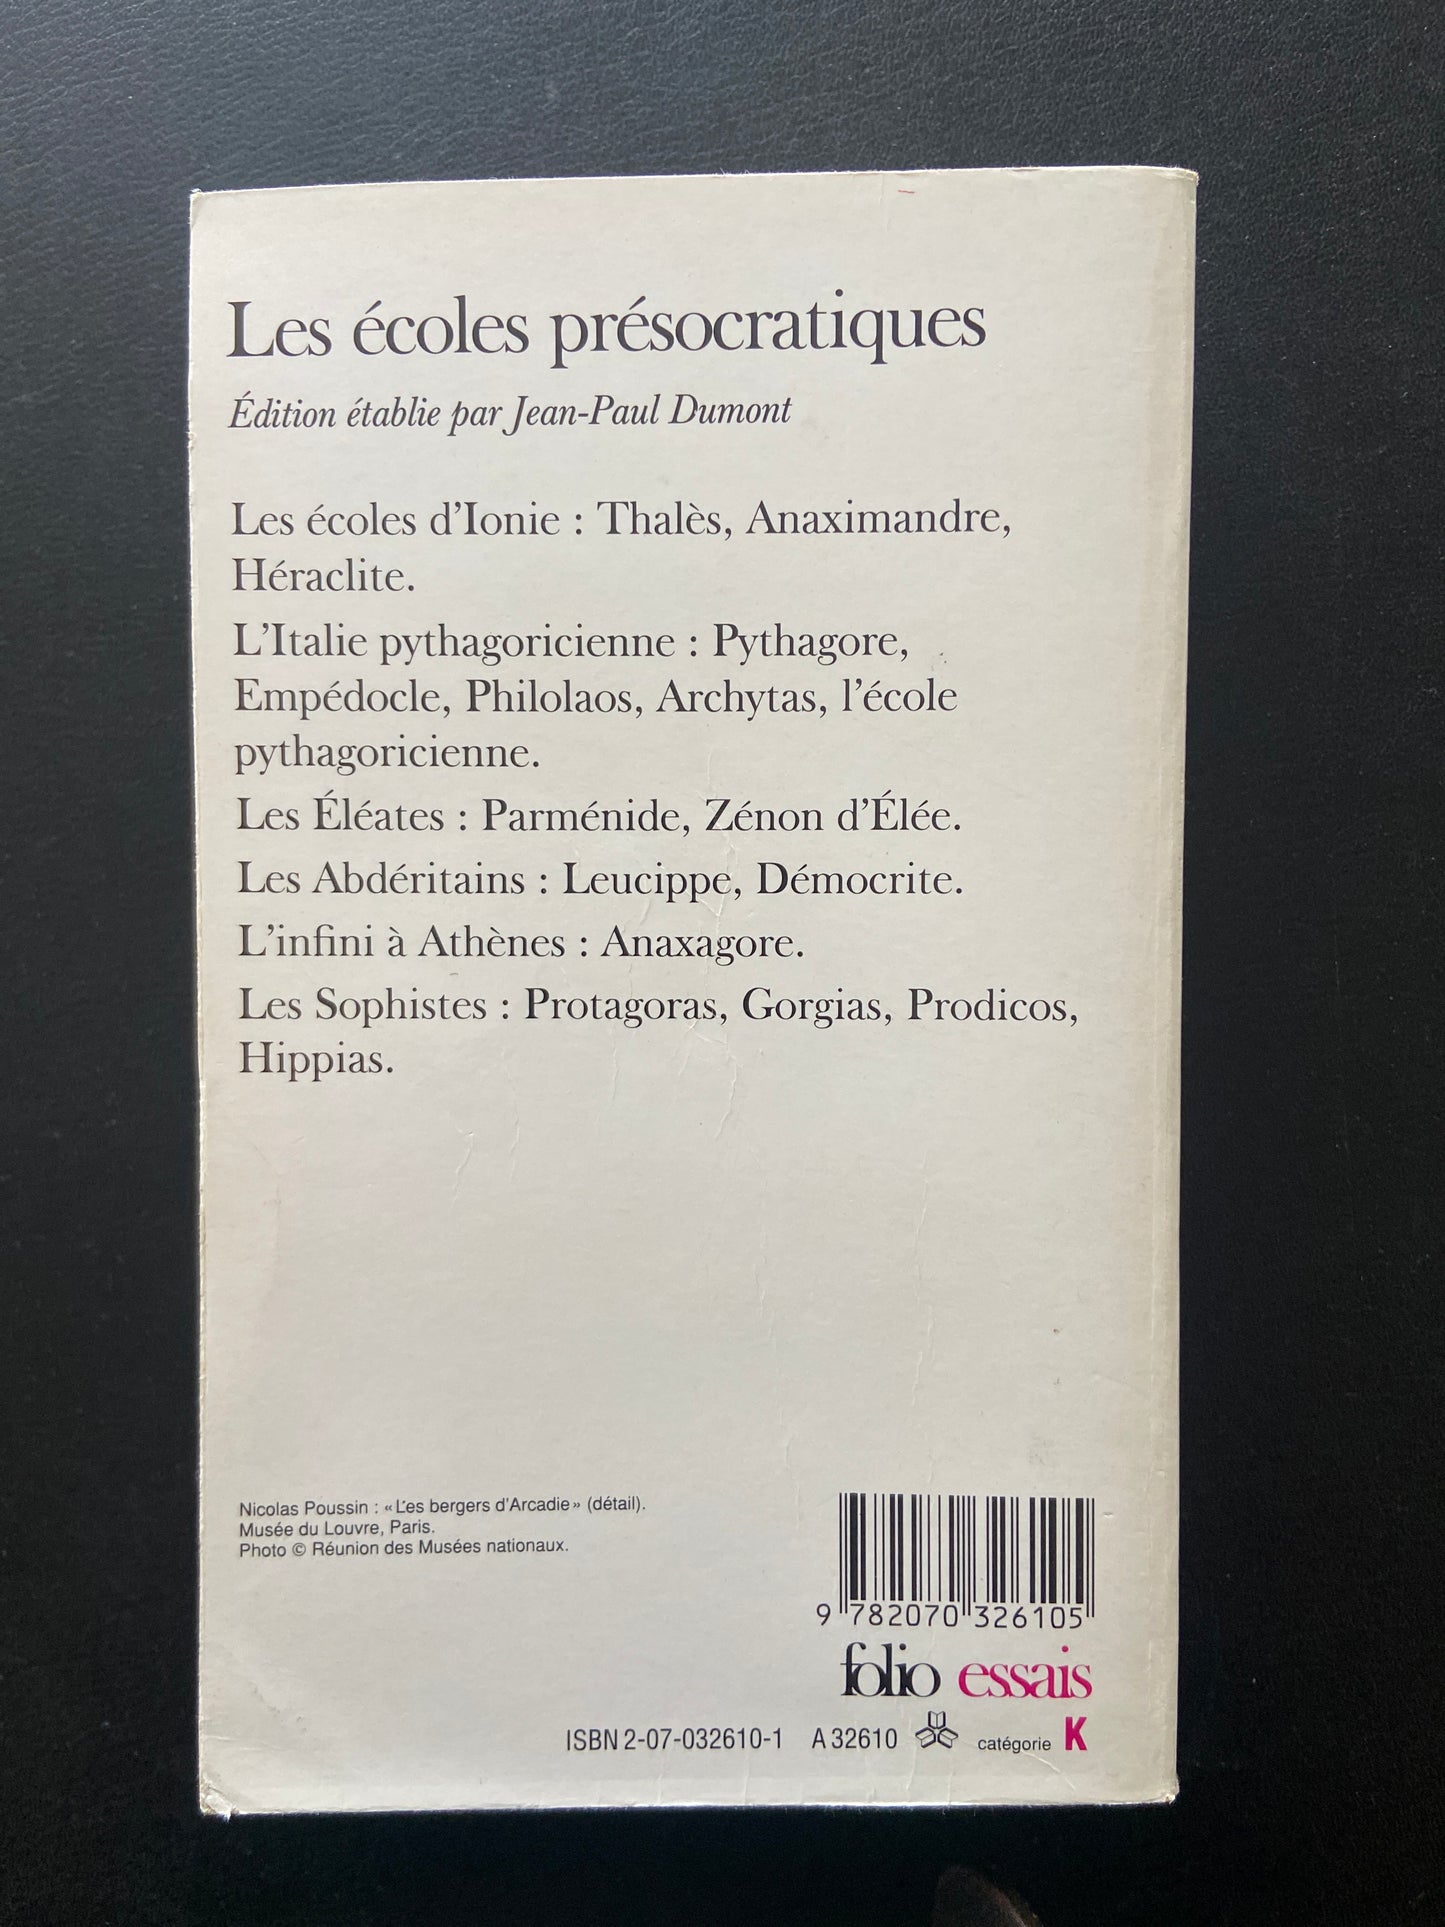 Les écoles présocratiques
Édition établie par Jean-Paul Dumont
Les écoles d'Ionie : Thalès, Anaximandre,
Héraclite.
L'Italie pythagoricienne : Pythagore,
Empédocle, Philolaos, Archytas, l'école
pythagoricienne.
Les Éléates : Parménide, Zénon d'Élée.
Les Abdéritains : Leucippe, Démocrite.
L'infini à Athènes : Anaxagore.
Les Sophistes : Protagoras, Gorgias, Prodicos,
Hippias.
Nicolas Poussin : « Les bergers d'Arcadie » (détail).
Musée du Louvre, Paris.
Photo © Réunion des Musées nationaux.
9 782070 326105
folio essais
ISBN 2-07-032610-1 A 32610 catégorie K